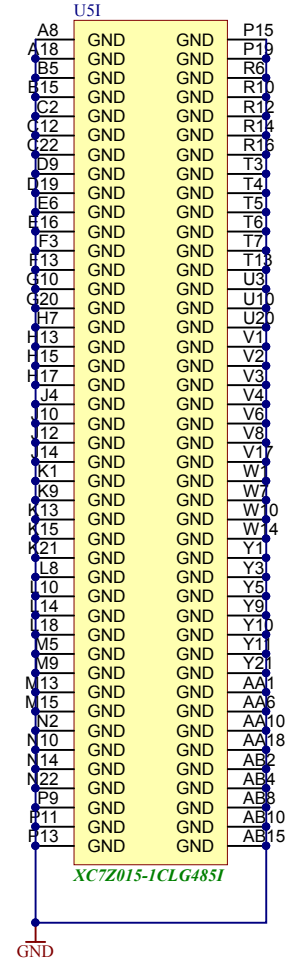 U5I
A8 GND GND P15
A18 GND GND P19
B5 GND GND R6
B15 GND GND R10
C2 GND GND R12
C12 GND GND R14
C22 GND GND R16
D9 GND GND T3
D19 GND GND T4
E6 GND GND T5
E16 GND GND T6
F3 GND GND T7
F13 GND GND T13
G10 GND GND U3
G20 GND GND U10
H7 GND GND U20
H13 GND GND V1
H15 GND GND V2
H17 GND GND V3
J4 GND GND V4
J10 GND GND V6
J12 GND GND V8
J14 GND GND V17
K1 GND GND W1
K9 GND GND W7
K13 GND GND W10
K15 GND GND W14
K21 GND GND Y1
L8 GND GND Y3
L10 GND GND Y5
L14 GND GND Y9
L18 GND GND Y10
M5 GND GND Y11
M9 GND GND Y21
M13 GND GND AA1
M15 GND GND AA6
N2 GND GND AA10
N10 GND GND AA18
N14 GND GND AB2
N22 GND GND AB4
P9 GND GND AB8
P11 GND GND AB10
P13 GND GND AB15
XC7Z015-1CLG485I
GND